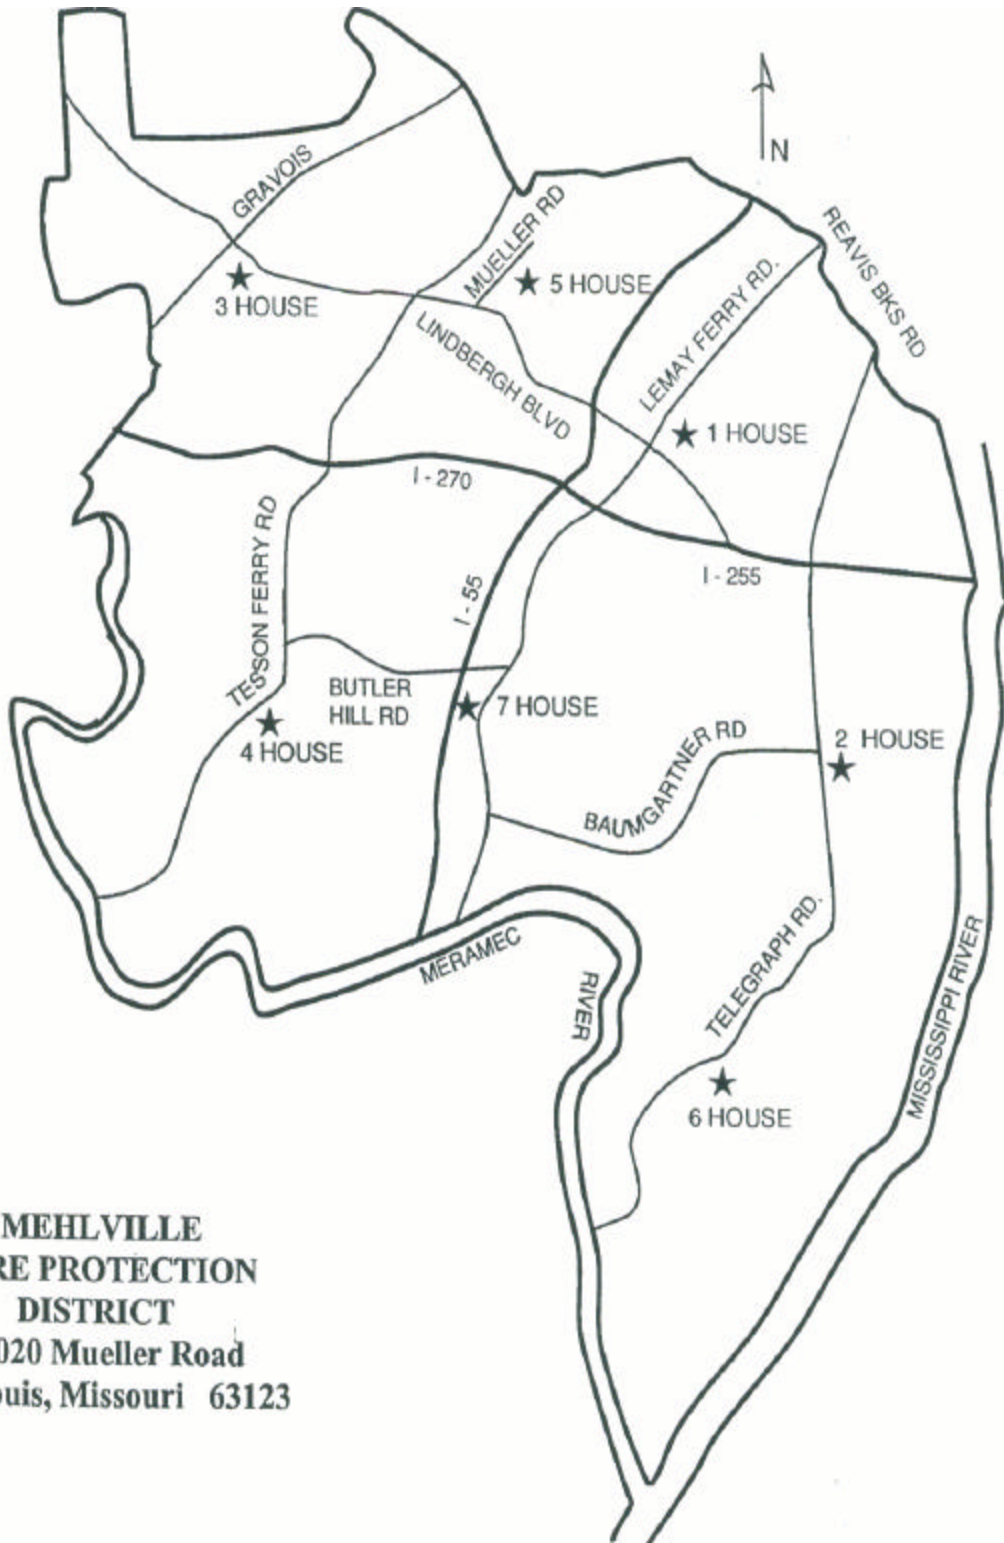 N
GRAVOIS
MUELLER RD
REAVIS BKS RD
3 HOUSE
5 HOUSE
LEMAY FERRY RD.
LINDBERGH BLVD
1 HOUSE
I - 270
TESSON FERRY RD
I - 55
I - 255
BUTLER
HILL RD
7 HOUSE
4 HOUSE
BAUMGARTNER RD
2 HOUSE
MERAMEC
RIVER
TELEGRAPH RD.
MISSISSIPPI RIVER
6 HOUSE
MEHLVILLE
RE PROTECTION
DISTRICT
020 Mueller Road
ouis, Missouri 63123